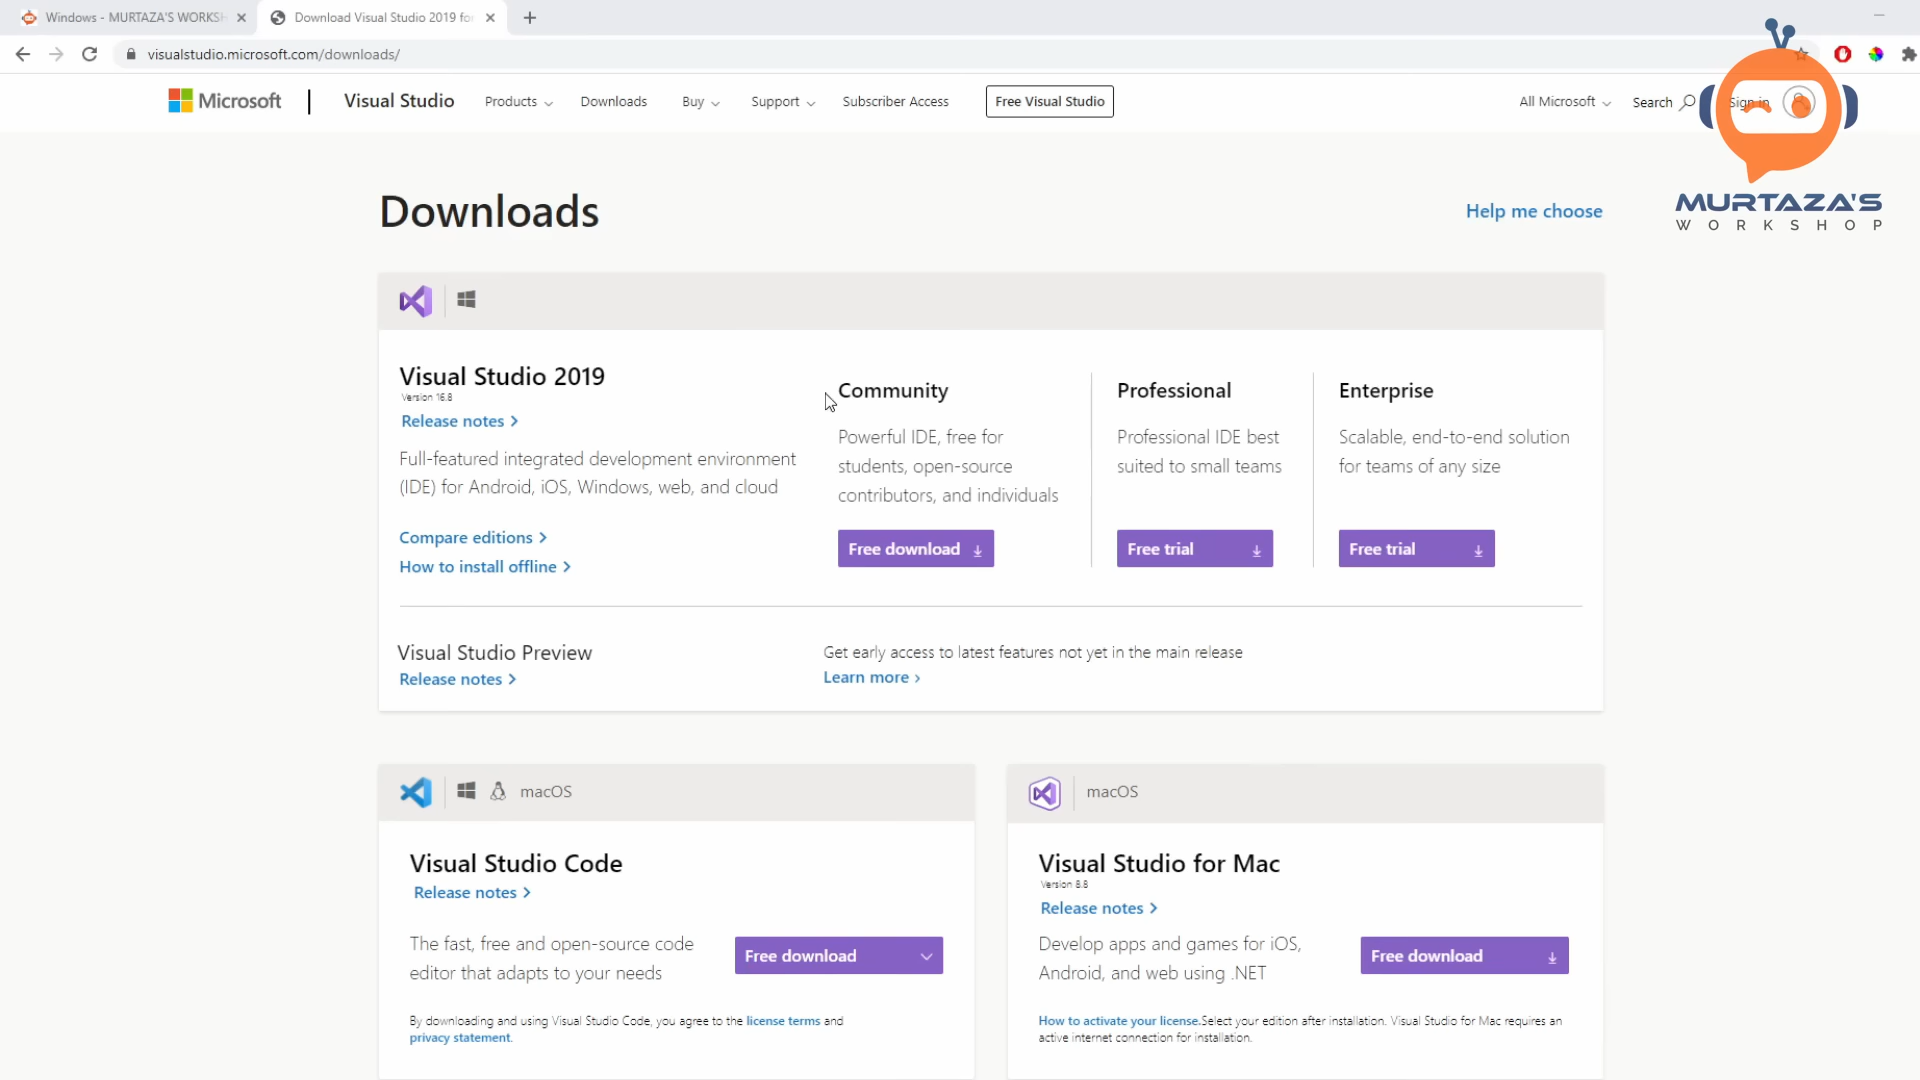 Windows - MURTAZA'S WORKSH
Download Visual Studio 2019 fo
visualstudio.microsoft.com/downloads/
Microsoft
Visual Studio
Products
Downloads
Buy
Support
Subscriber Access
Free Visual Studio
All Microsoft
Search
Sign in
MURTAZA'S
WORKSHOP
Downloads
Help me choose
Visual Studio 2019
Version 16.8
Release notes
Full-featured integrated development environment
(IDE) for Android, iOS, Windows, web, and cloud
Compare editions
How to install offline
Community
Powerful IDE, free for
students, open-source
contributors, and individuals
Free download
Professional
Professional IDE best
suited to small teams
Free trial
Enterprise
Scalable, end-to-end solution
for teams of any size
Free trial
Visual Studio Preview
Release notes
Get early access to latest features not yet in the main release
Learn more
macOS
Visual Studio Code
Release notes
The fast, free and open-source code
editor that adapts to your needs
Free download
By downloading and using Visual Studio Code, you agree to the license terms and
privacy statement.
macOS
Visual Studio for Mac
Version 8.8
Release notes
Develop apps and games for iOS,
Android, and web using .NET
Free download
How to activate your license.Select your edition after installation. Visual Studio for Mac requires an
active internet connection for installation.